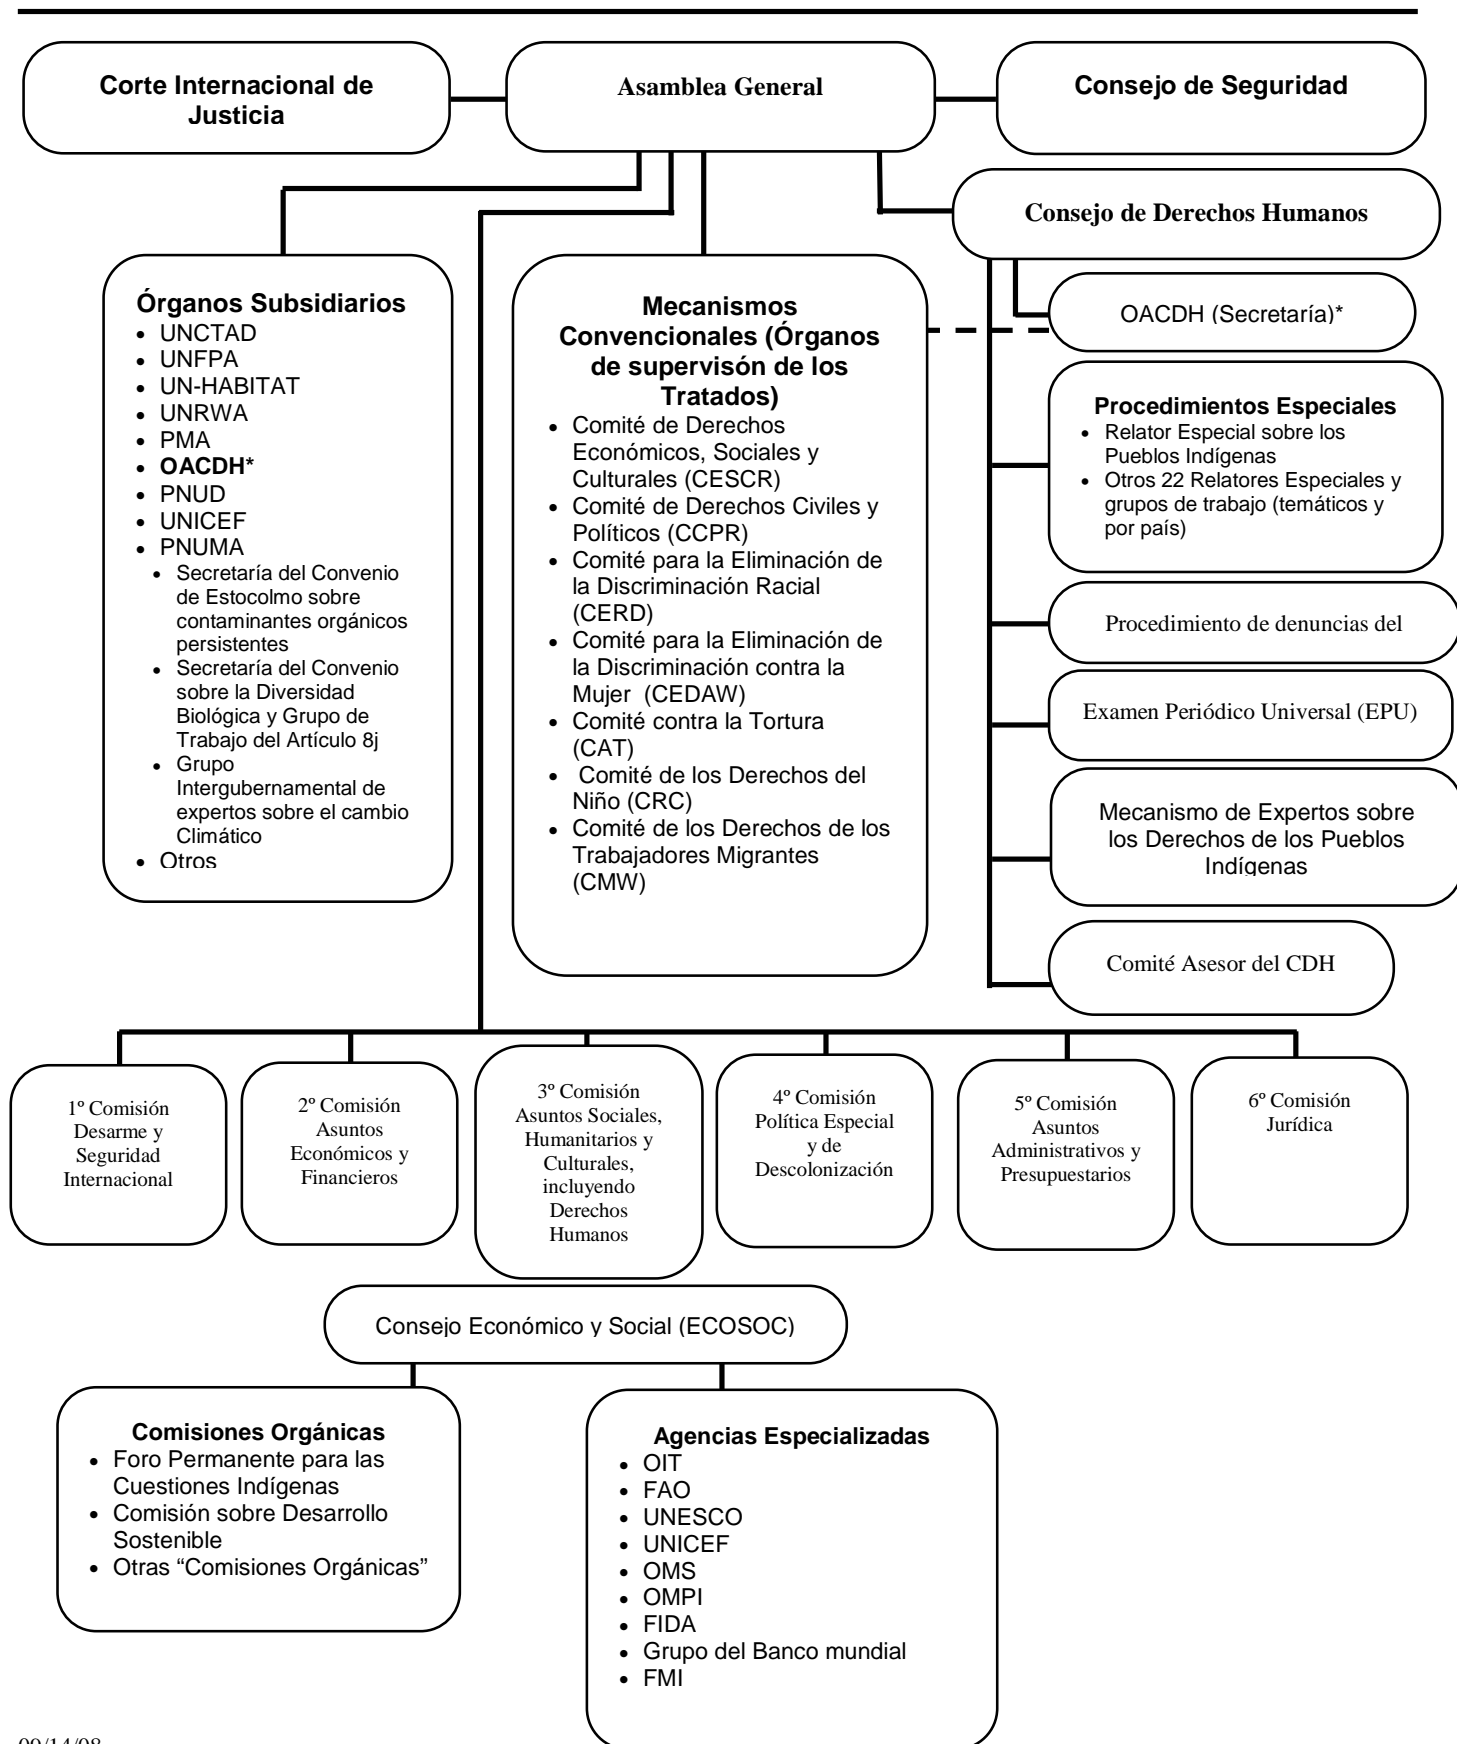 Corte Internacional de
Justicia
Asamblea General
Consejo de Seguridad
Consejo de Derechos Humanos
Órganos Subsidiarios
• UNCTAD
• UNFPA
• UN-HABITAT
• UNRWA
• PMA
• OACDH*
• PNUD
• UNICEF
• PNUMA
• Secretaría del Convenio
de Estocolmo sobre
contaminantes orgánicos
persistentes
• Secretaría del Convenio
sobre la Diversidad
Biológica y Grupo de
Trabajo del Artículo 8j
• Grupo
Intergubernamental de
expertos sobre el cambio
Climático
• Otros
Mecanismos
Convencionales (Órganos
de supervisón de los
Tratados)
• Comité de Derechos
Económicos, Sociales y
Culturales (CESCR)
• Comité de Derechos Civiles y
Políticos (CCPR)
• Comité para la Eliminación de
la Discriminación Racial
(CERD)
• Comité para la Eliminación de
la Discriminación contra la
Mujer (CEDAW)
• Comité contra la Tortura
(CAT)
• Comité de los Derechos del
Niño (CRC)
• Comité de los Derechos de los
Trabajadores Migrantes
(CMW)
OACDH (Secretaría)*
Procedimientos Especiales
• Relator Especial sobre los
Pueblos Indígenas
• Otros 22 Relatores Especiales y
grupos de trabajo (temáticos y
por país)
Procedimiento de denuncias del
Examen Periódico Universal (EPU)
Mecanismo de Expertos sobre
los Derechos de los Pueblos
Indígenas
Comité Asesor del CDH
1º Comisión
Desarme y
Seguridad
Internacional
2º Comisión
Asuntos
Económicos y
Financieros
3º Comisión
Asuntos Sociales,
Humanitarios y
Culturales,
incluyendo
Derechos
Humanos
4º Comisión
Política Especial
y de
Descolonización
5º Comisión
Asuntos
Administrativos y
Presupuestarios
6º Comisión
Jurídica
Consejo Económico y Social (ECOSOC)
Comisiones Orgánicas
• Foro Permanente para las
Cuestiones Indígenas
• Comisión sobre Desarrollo
Sostenible
• Otras “Comisiones Orgánicas”
Agencias Especializadas
• OIT
• FAO
• UNESCO
• UNICEF
• OMS
• OMPI
• FIDA
• Grupo del Banco mundial
• FMI
09/14/08